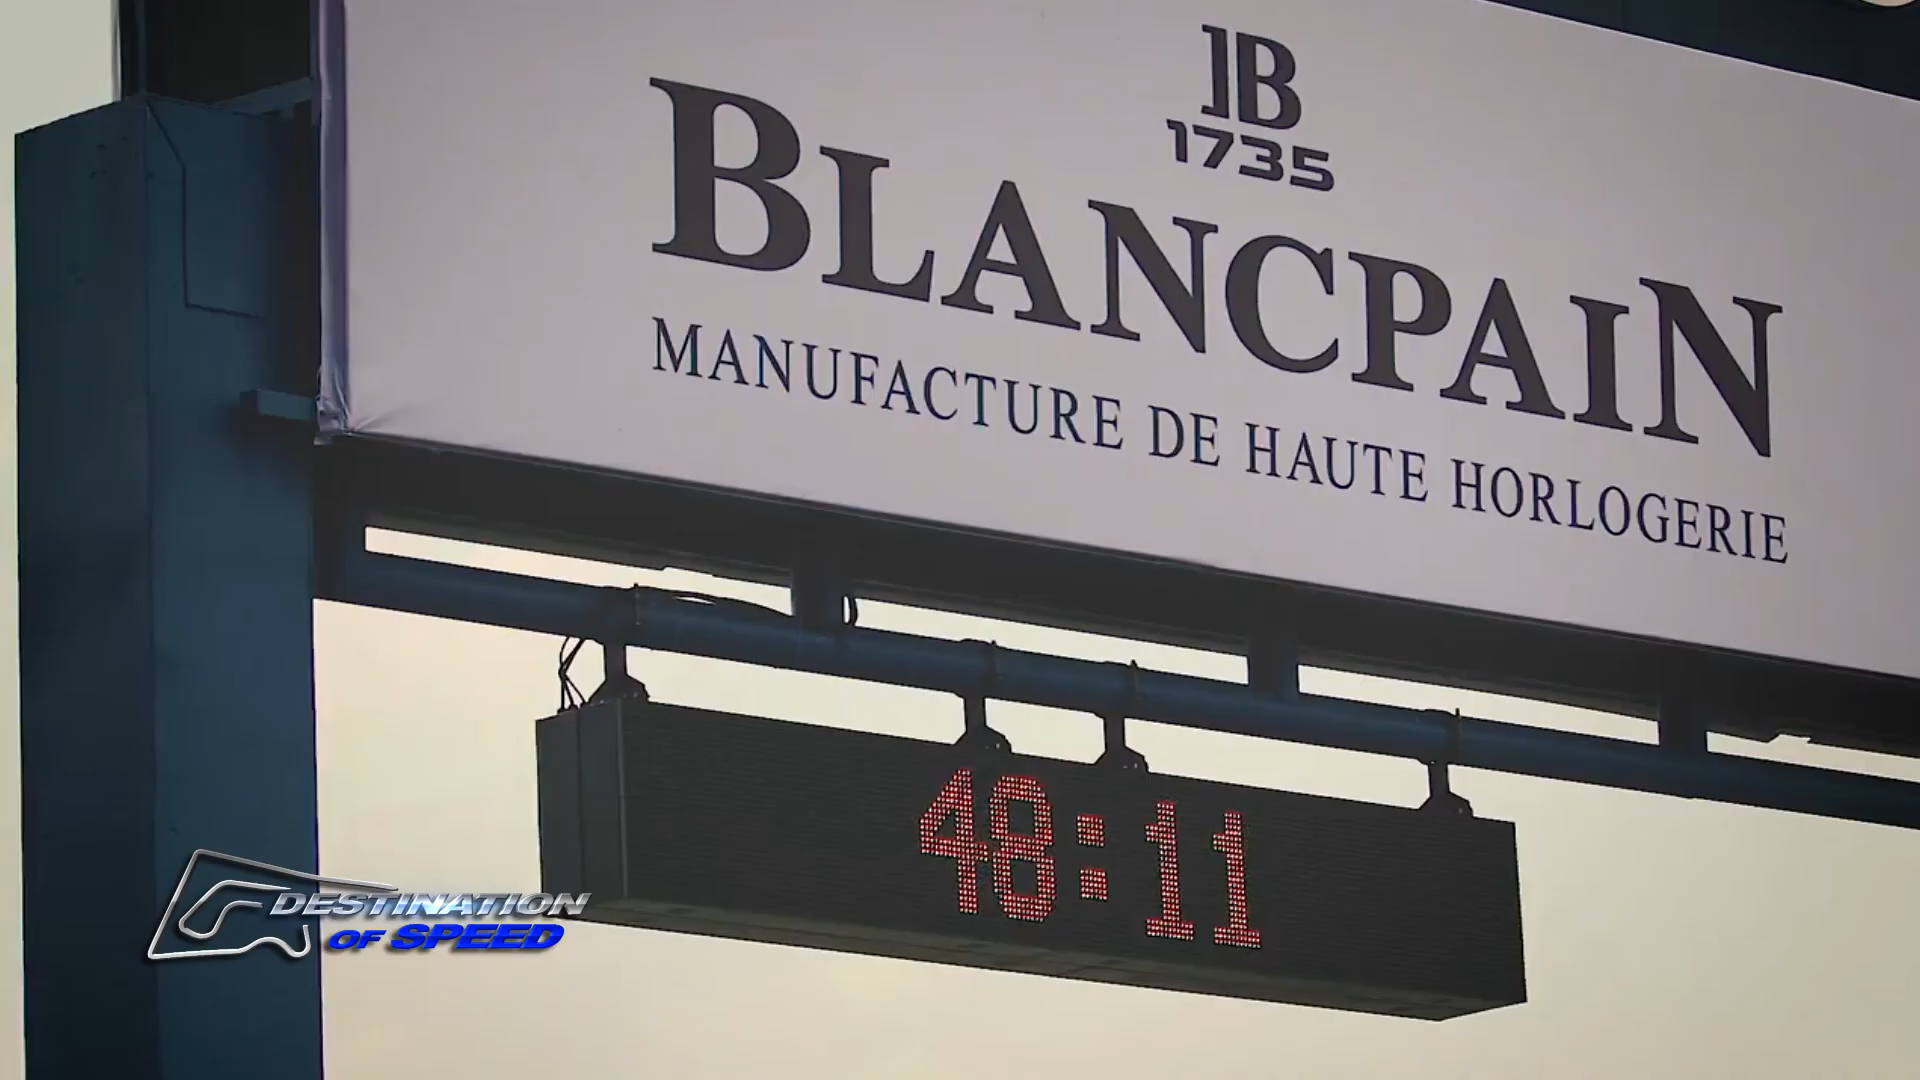 JB
1735
BLANCPAIN
MANUFACTURE DE HAUTE HORLOGERIE
48:11
DESTINATION
OF SPEED